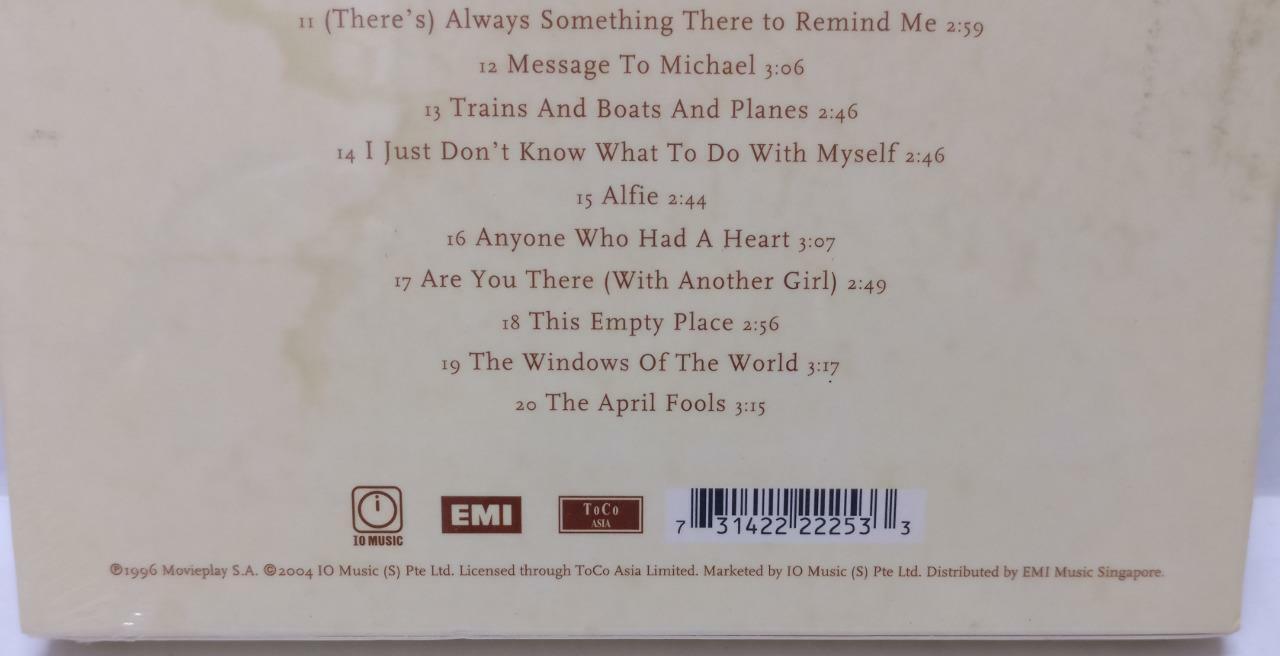 11 (There's) Always Something There to Remind Me 2:59
12 Message To Michael 3:06
13 Trains And Boats And Planes 2:46
14 I Just Don't Know What To Do With Myself 2:46
15 Alfie 2:44
16 Anyone Who Had A Heart 3:07
17 Are You There (With Another Girl) 2:49
18 This Empty Place 2:56
19 The Windows Of The World 3:17
20 The April Fools 3:15
i
IO MUSIC
EMI
ToCo
ASIA
7 31422 22253 3
℗1996 Movieplay S.A. ©2004 IO Music (S) Pte Ltd. Licensed through ToCo Asia Limited. Marketed by IO Music (S) Pte Ltd. Distributed by EMI Music Singapore.